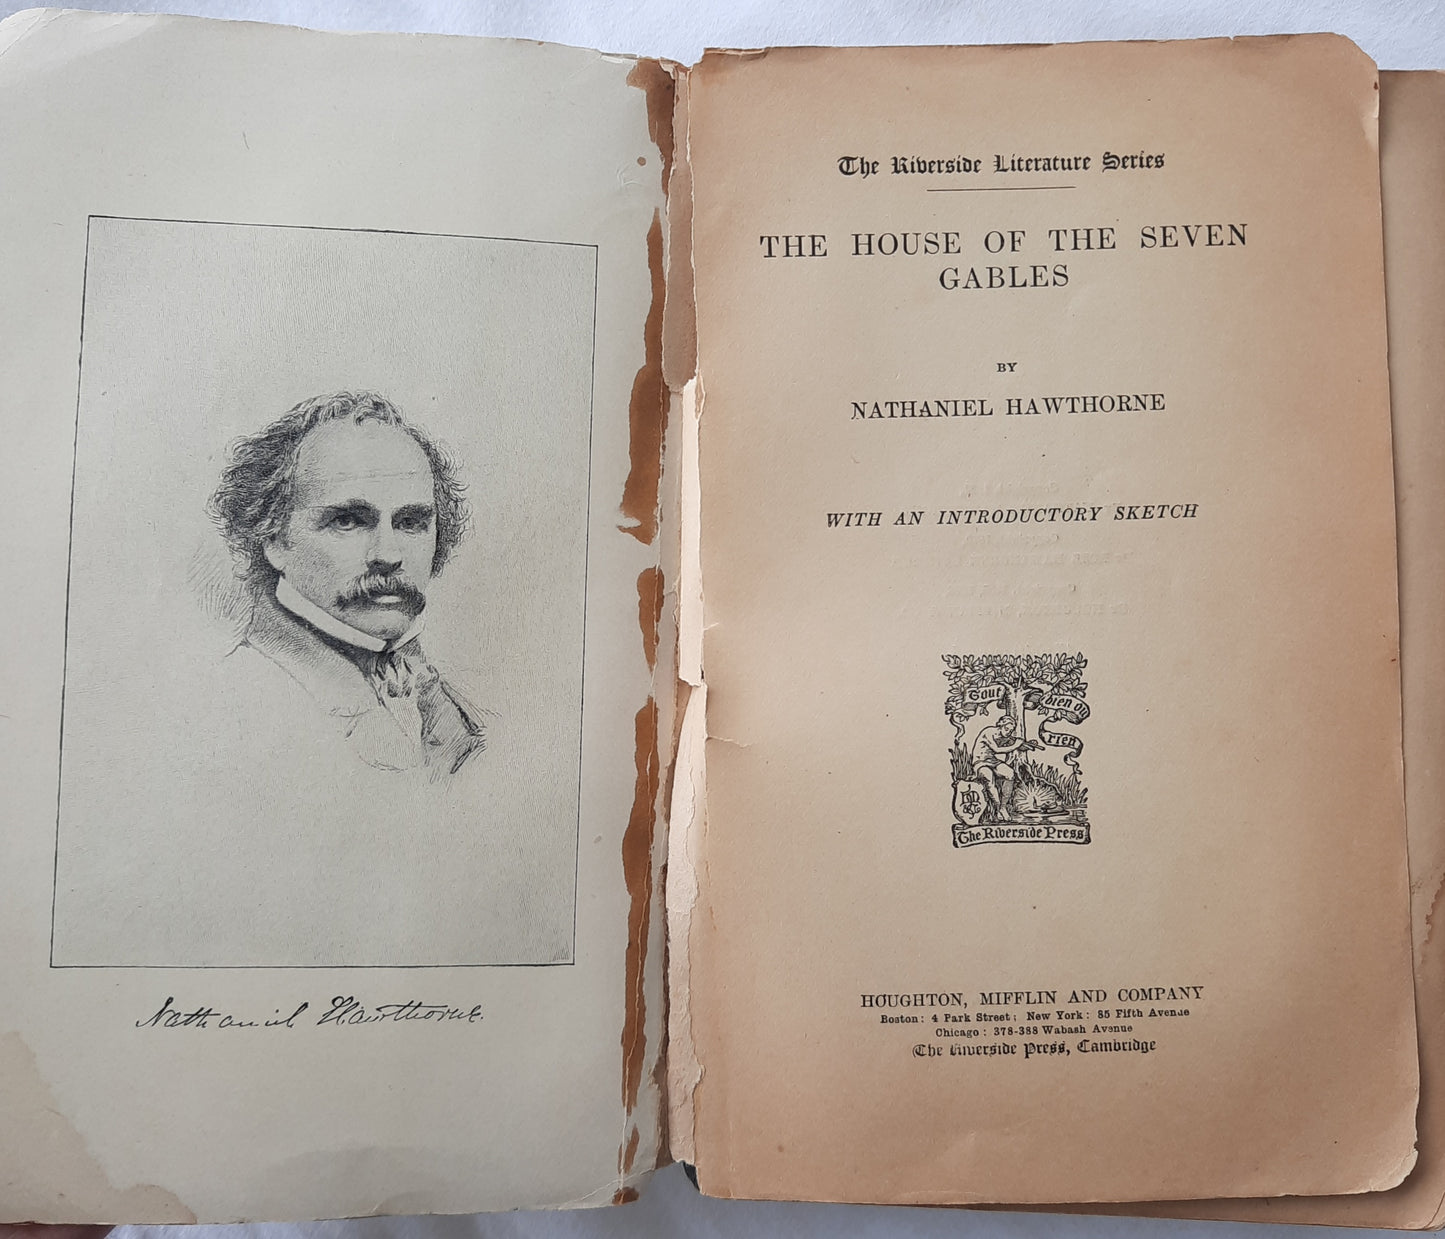 Nathaniel Hawthorne.
The Riverside Literature Series
THE HOUSE OF THE SEVEN
GABLES
BY
NATHANIEL HAWTHORNE
WITH AN INTRODUCTORY SKETCH
Tout
bien ou
rien
The Riverside Press
HOUGHTON, MIFFLIN AND COMPANY
Boston: 4 Park Street; New York: 85 Fifth Avenue
Chicago: 378-388 Wabash Avenue
The Riverside Press, Cambridge